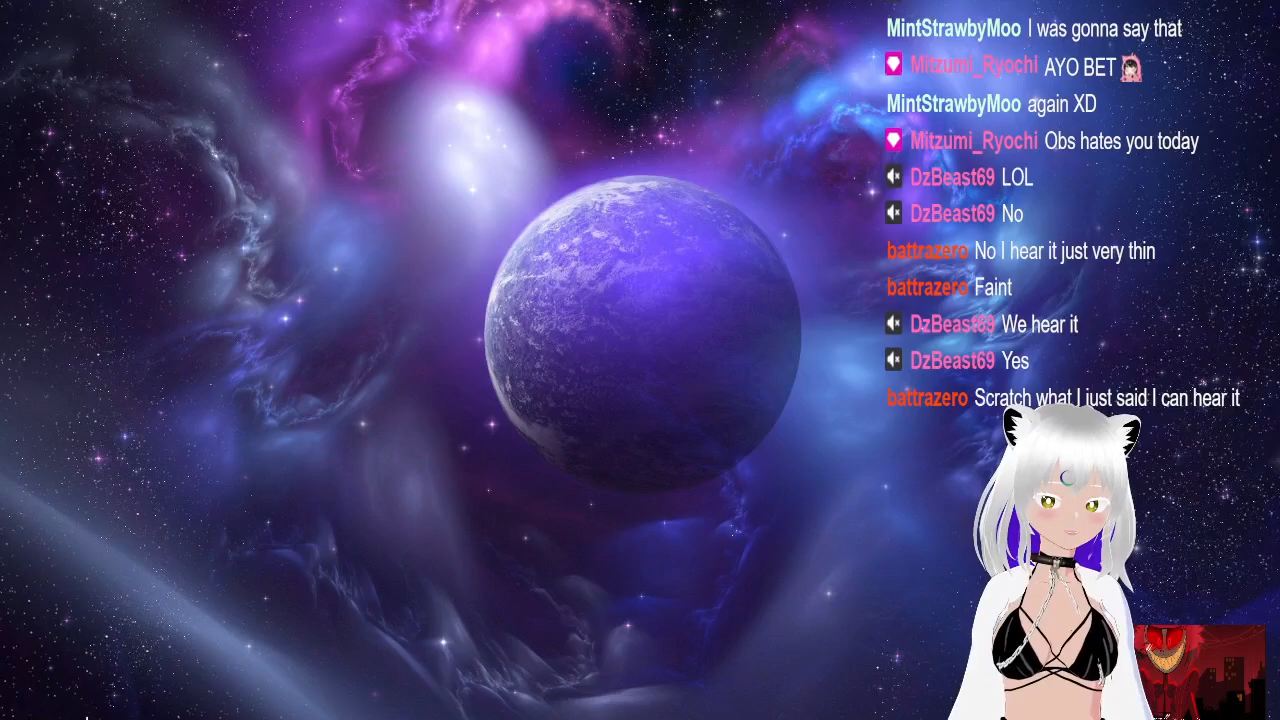 MintStrawbyMoo I was gonna say that
Mitzumi_Ryochi AYO BET
MintStrawbyMoo again XD
Mitzumi_Ryochi Obs hates you today
DzBeast69 LOL
DzBeast69 No
battrazero No I hear it just very thin
battrazero Faint
DzBeast69 We hear it
DzBeast69 Yes
battrazero Scratch what I just said I can hear it